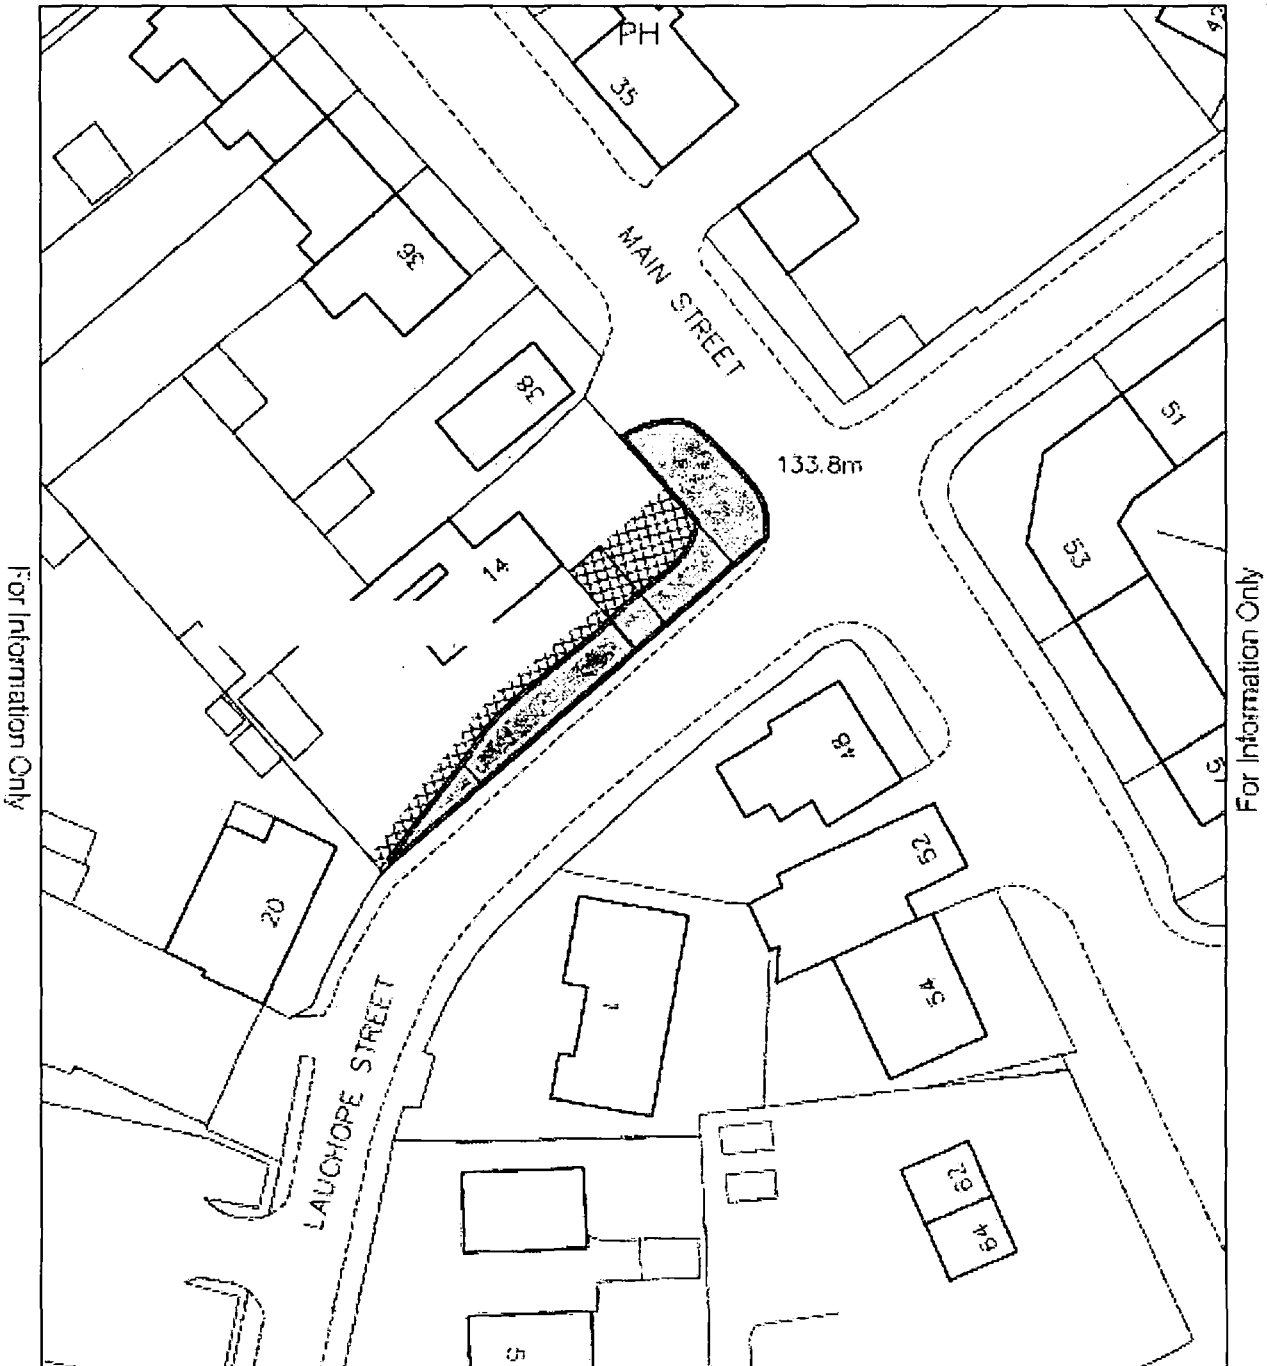 PH
35
36
MAIN STREET
38
51
133.8m
53
14
For Information Only
For Information Only
48
52
20
54
1
LAUCHOPE STREET
62
64
5